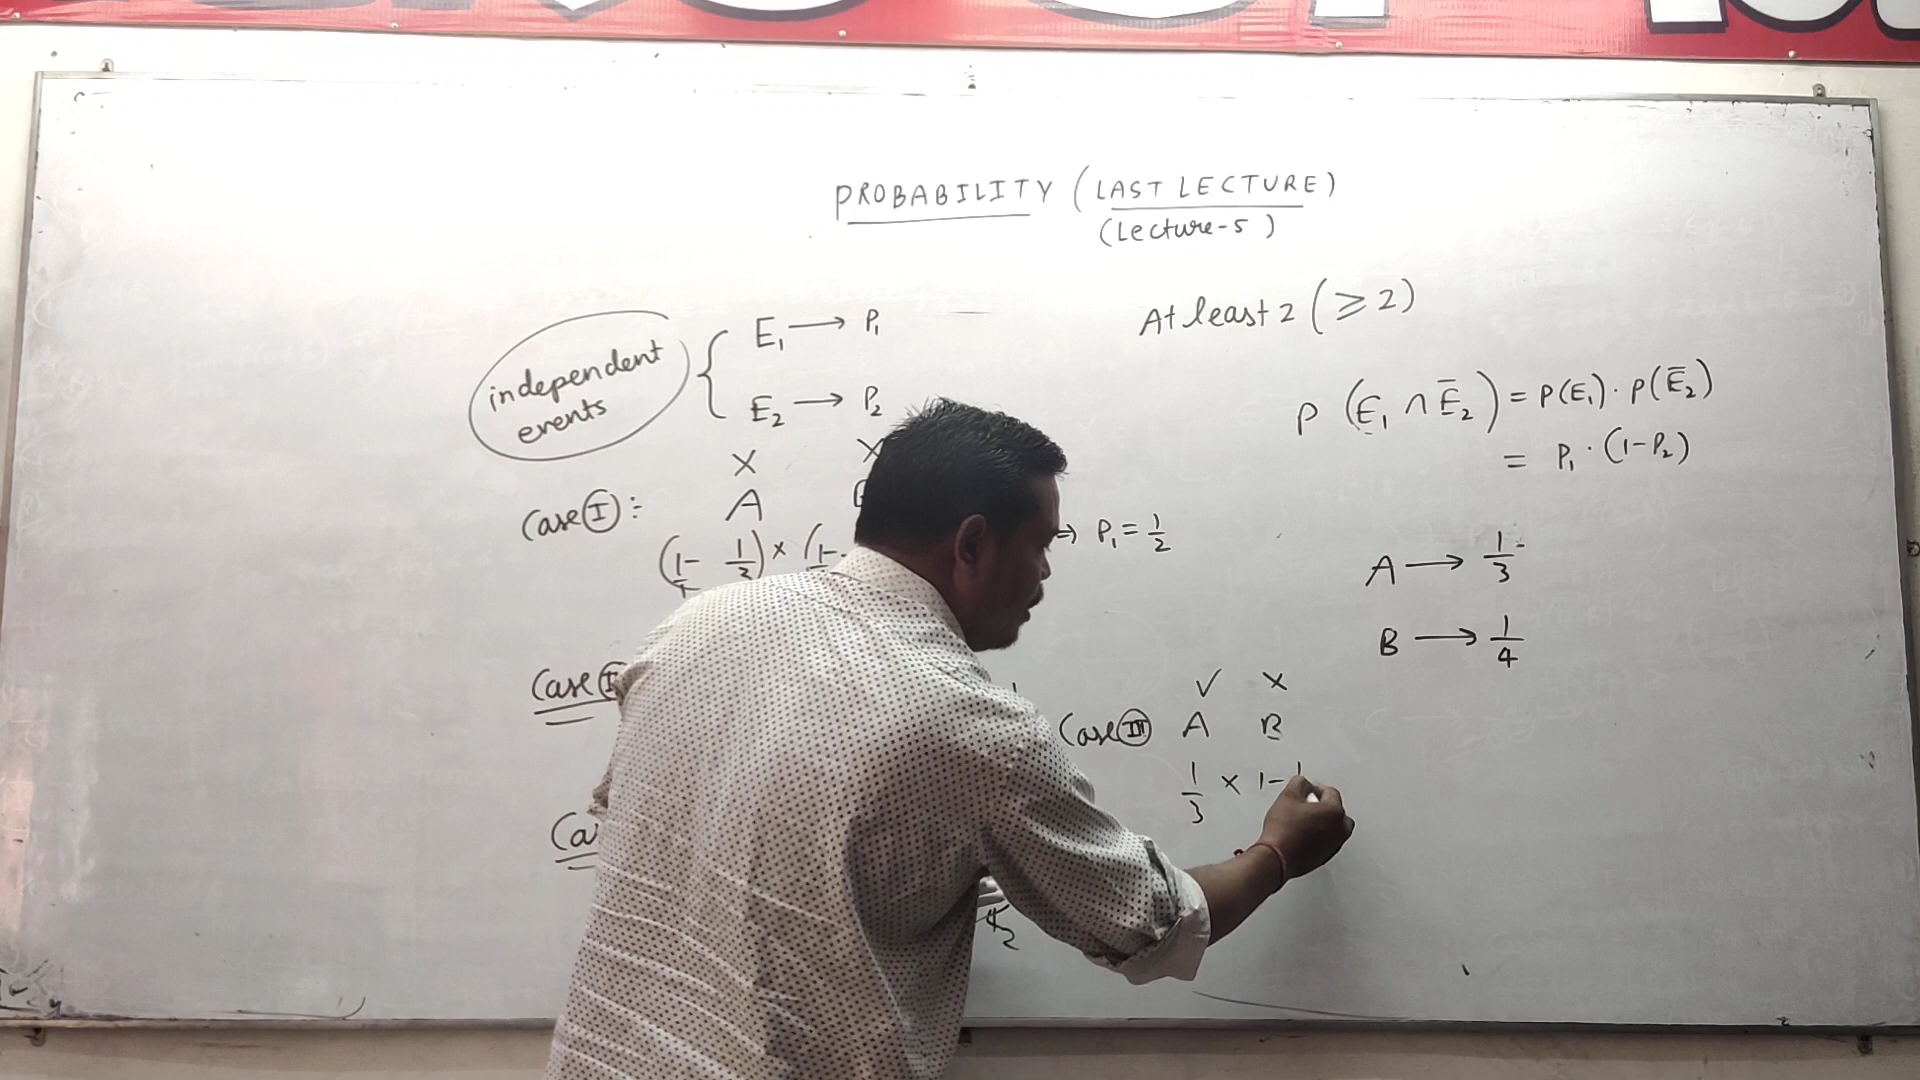 PROBABILITY (LAST LECTURE)
(Lecture-5)
independent
events
E₁ → P₁
E₂ → P₂
At least 2 (≥2)
P(E₁ ∩ E̅₂) = P(E₁)·P(E̅₂)
= P₁·(1-P₂)
X X
Case I: A
(1- 1/3) × (1-
⇒ P₁ = 1/2
A → 1/3
B → 1/4
Case
√ X
Case III A B
1/3 × 1-